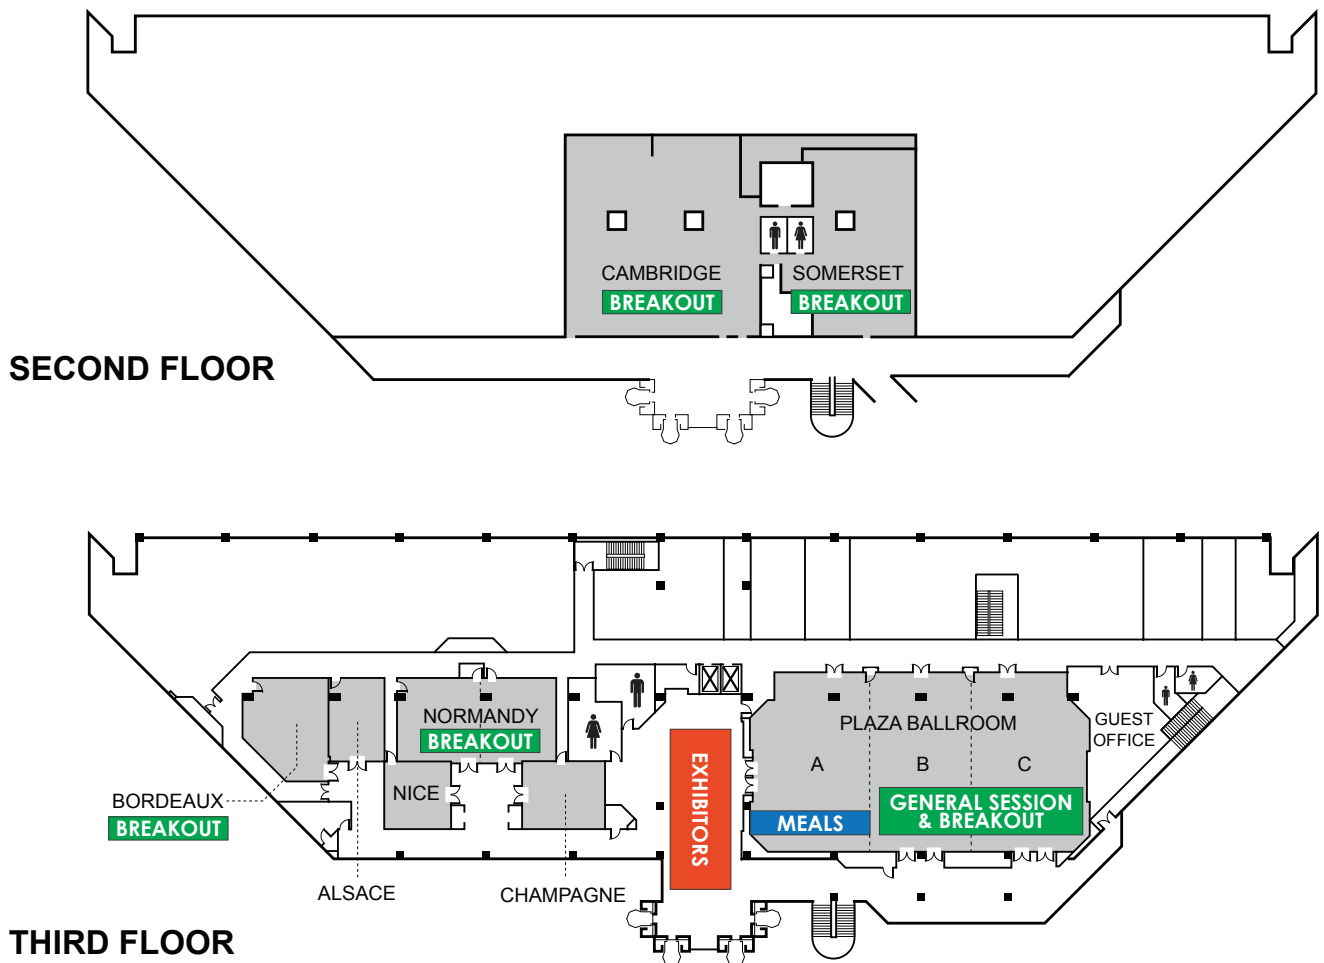 CAMBRIDGE
BREAKOUT
SOMERSET
BREAKOUT
SECOND FLOOR
NORMANDY
BREAKOUT
PLAZA BALLROOM
A
B
C
GUEST
OFFICE
EXHIBITORS
NICE
BORDEAUX
BREAKOUT
MEALS
GENERAL SESSION
& BREAKOUT
ALSACE
CHAMPAGNE
THIRD FLOOR